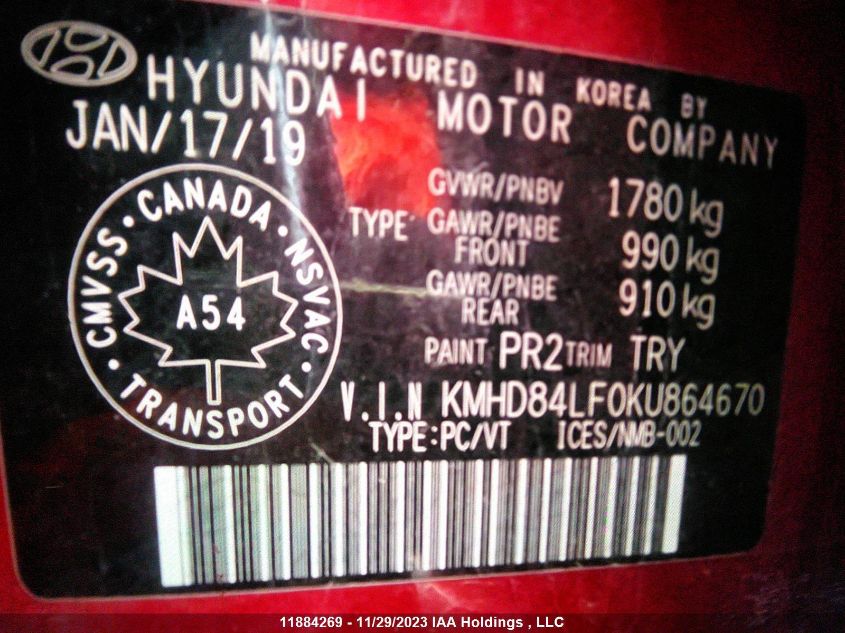 MANUFACTURED IN KOREA BY
HYUNDAI MOTOR COMPANY
JAN/17/19
GVWR/PNBV 1780 kg
TYPE GAWR/PNBE FRONT 990 kg
GAWR/PNBE REAR 910 kg
PAINT PR2 TRIM TRY
V.I.N KMHD84LF0KU864670
TYPE:PC/VT ICES/NMB-002
CANADA · NSVAC · TRANSPORT · CMVSS ·
A54
11884269 - 11/29/2023 IAA Holdings , LLC